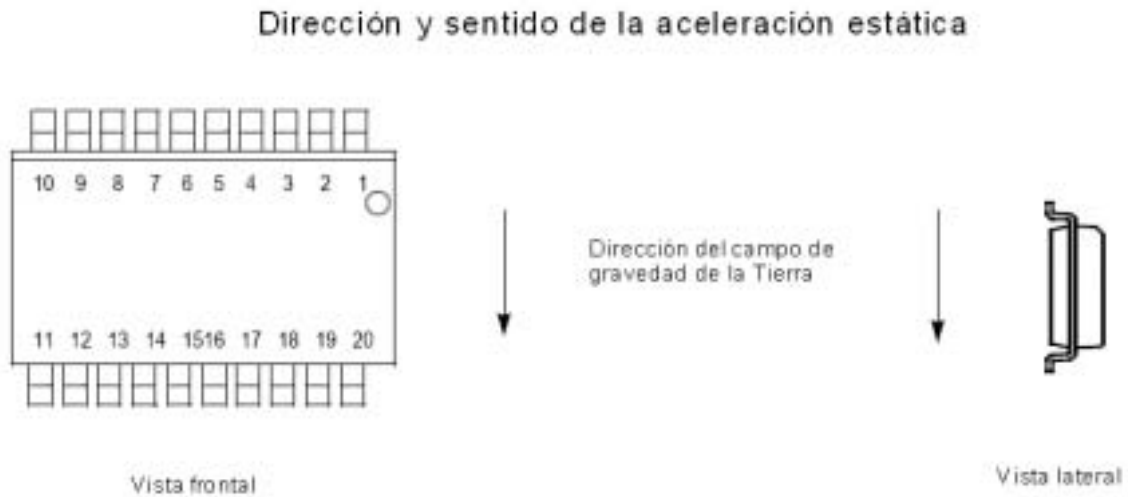 Dirección y sentido de la aceleración estática
10 9 8 7 6 5 4 3 2 1
Dirección del campo de
gravedad de la Tierra
11 12 13 14 1516 17 18 19 20
Vista frontal
Vista lateral